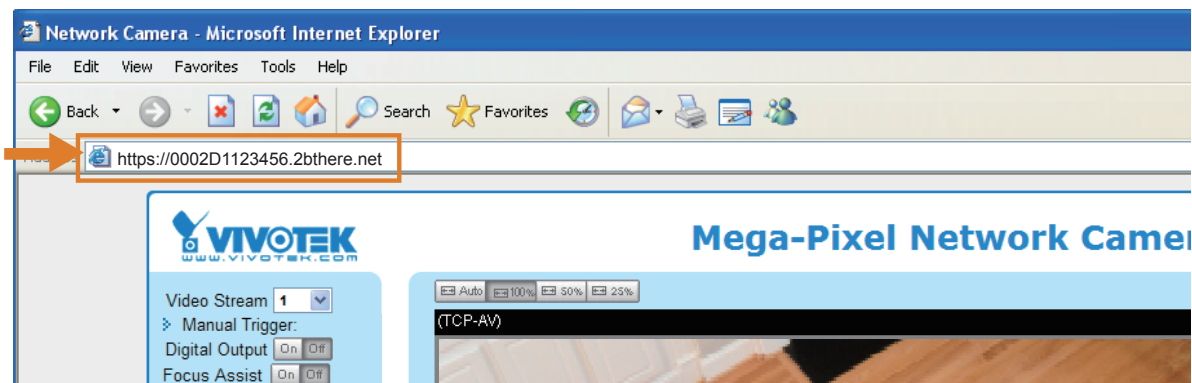 Network Camera - Microsoft Internet Explorer
File Edit View Favorites Tools Help
Back Search Favorites
https://0002D1123456.2bthere.net
VIVOTEK
www.vivotek.com
Mega-Pixel Network Camer
Auto 100% 50% 25%
Video Stream 1
(TCP-AV)
Manual Trigger:
Digital Output On Off
Focus Assist On Off